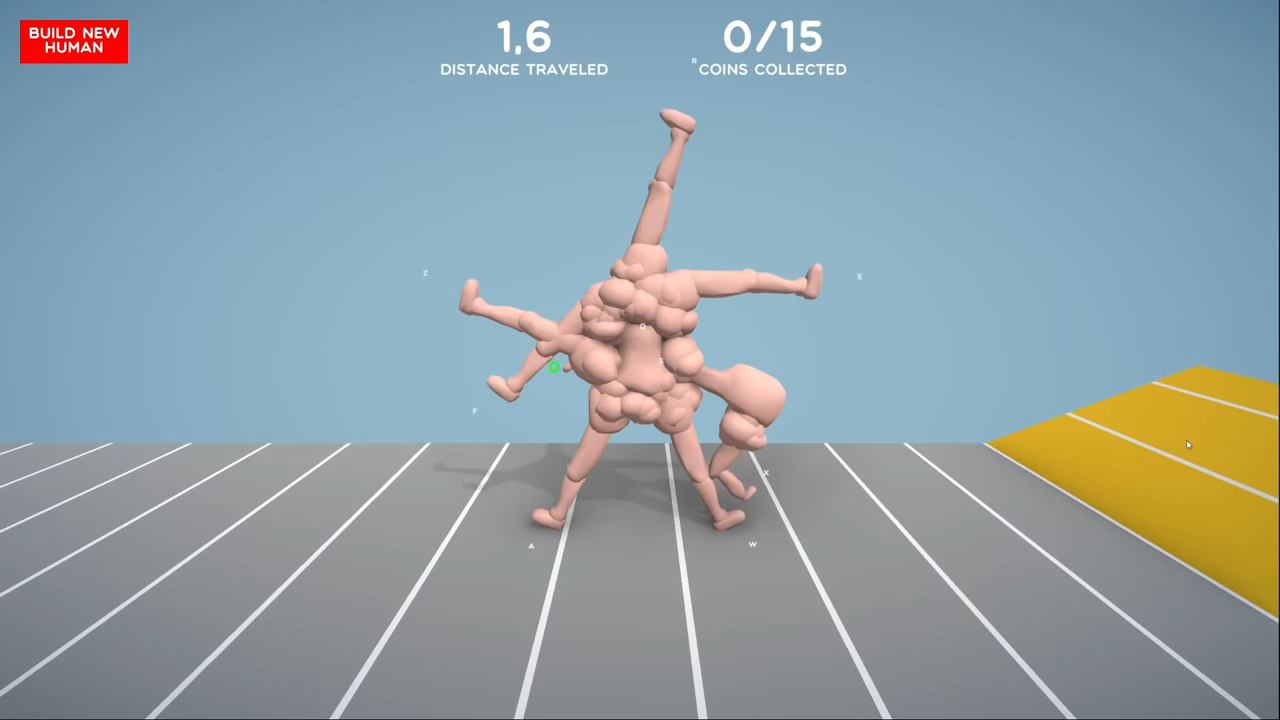 BUILD NEW
HUMAN
1,6
DISTANCE TRAVELED
0/15
R
COINS COLLECTED
Z
E
S
D
F
X
A
W